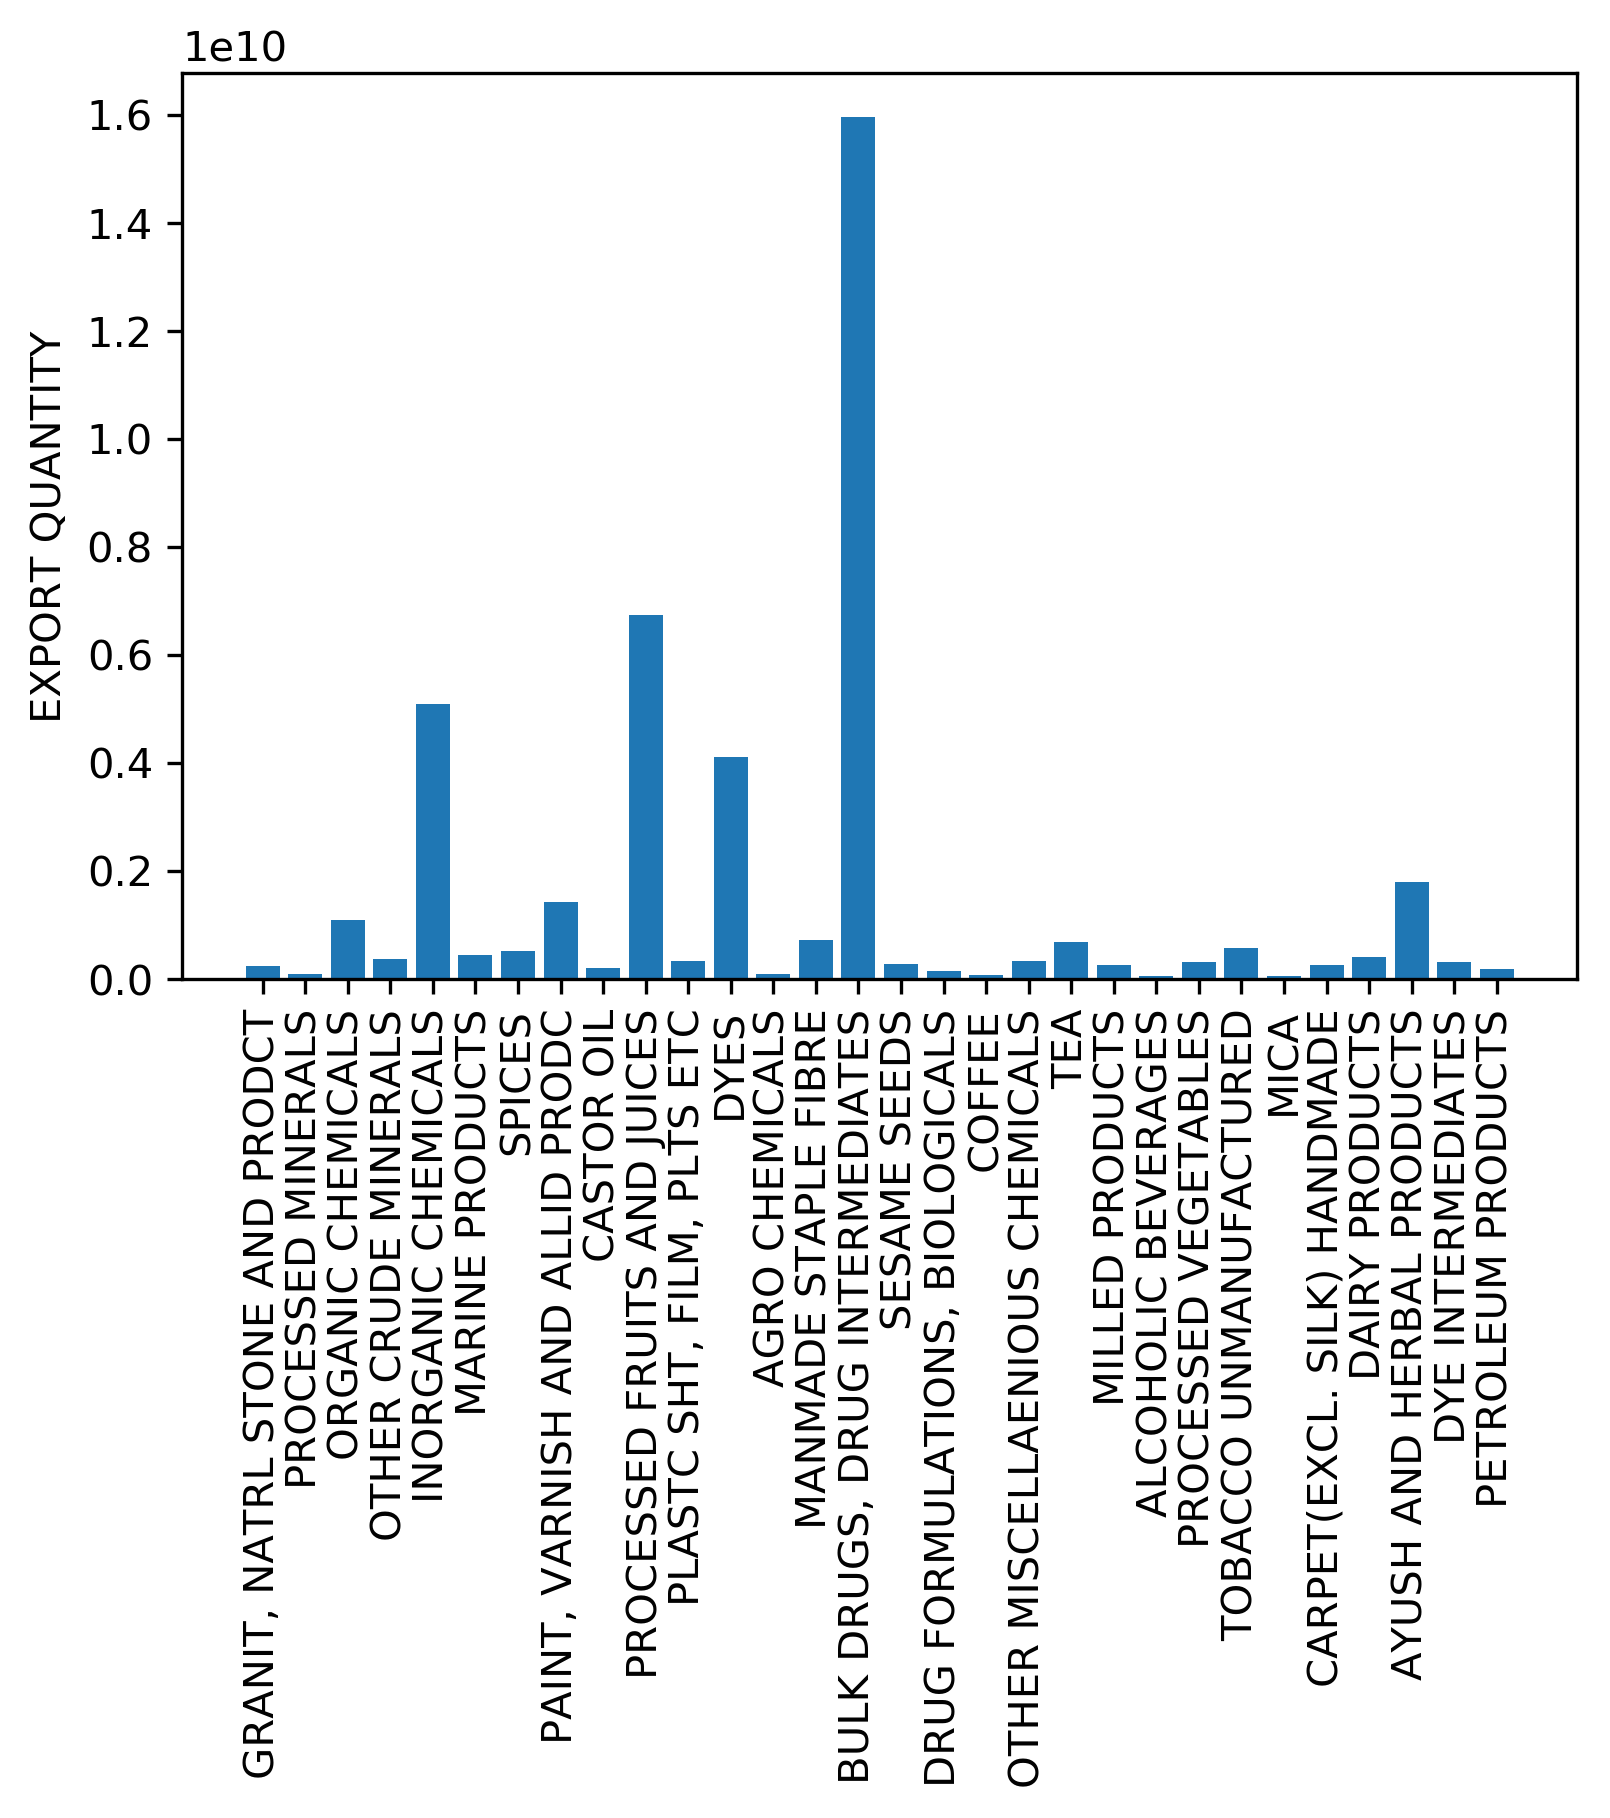 1e10
1.6
1.4
1.2
1.0
0.8
0.6
0.4
0.2
0.0
EXPORT QUANTITY
GRANIT, NATRL STONE AND PRODCT
PROCESSED MINERALS
ORGANIC CHEMICALS
OTHER CRUDE MINERALS
INORGANIC CHEMICALS
MARINE PRODUCTS
SPICES
PAINT, VARNISH AND ALLID PRODC
CASTOR OIL
PROCESSED FRUITS AND JUICES
PLASTC SHT, FILM, PLTS ETC
DYES
AGRO CHEMICALS
MANMADE STAPLE FIBRE
BULK DRUGS, DRUG INTERMEDIATES
SESAME SEEDS
DRUG FORMULATIONS, BIOLOGICALS
COFFEE
OTHER MISCELLAENIOUS CHEMICALS
TEA
MILLED PRODUCTS
ALCOHOLIC BEVERAGES
PROCESSED VEGETABLES
TOBACCO UNMANUFACTURED
MICA
CARPET(EXCL. SILK) HANDMADE
DAIRY PRODUCTS
AYUSH AND HERBAL PRODUCTS
DYE INTERMEDIATES
PETROLEUM PRODUCTS